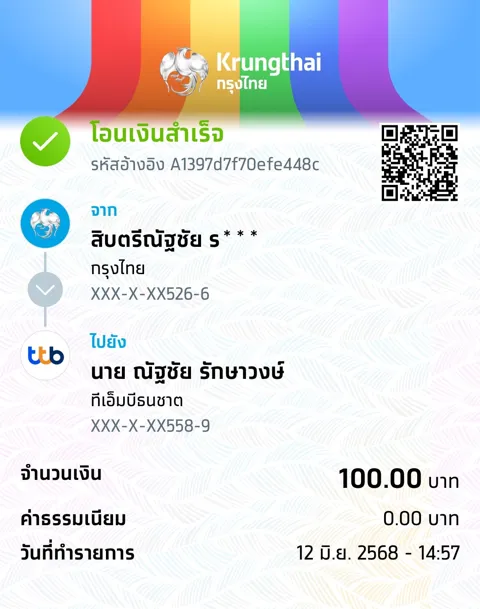 Krungthai
กรุงไทย
โอนเงินสำเร็จ
รหัสอ้างอิง A1397d7f70efe448c
จาก
สิบตรีณัฐชัย ร***
กรุงไทย
XXX-X-XX526-6
ttb
ไปยัง
นาย ณัฐชัย รักษาวงษ์
ทีเอ็มบีธนชาต
XXX-X-XX558-9
จำนวนเงิน 100.00 บาท
ค่าธรรมเนียม 0.00 บาท
วันที่ทำรายการ 12 มิ.ย. 2568 - 14:57